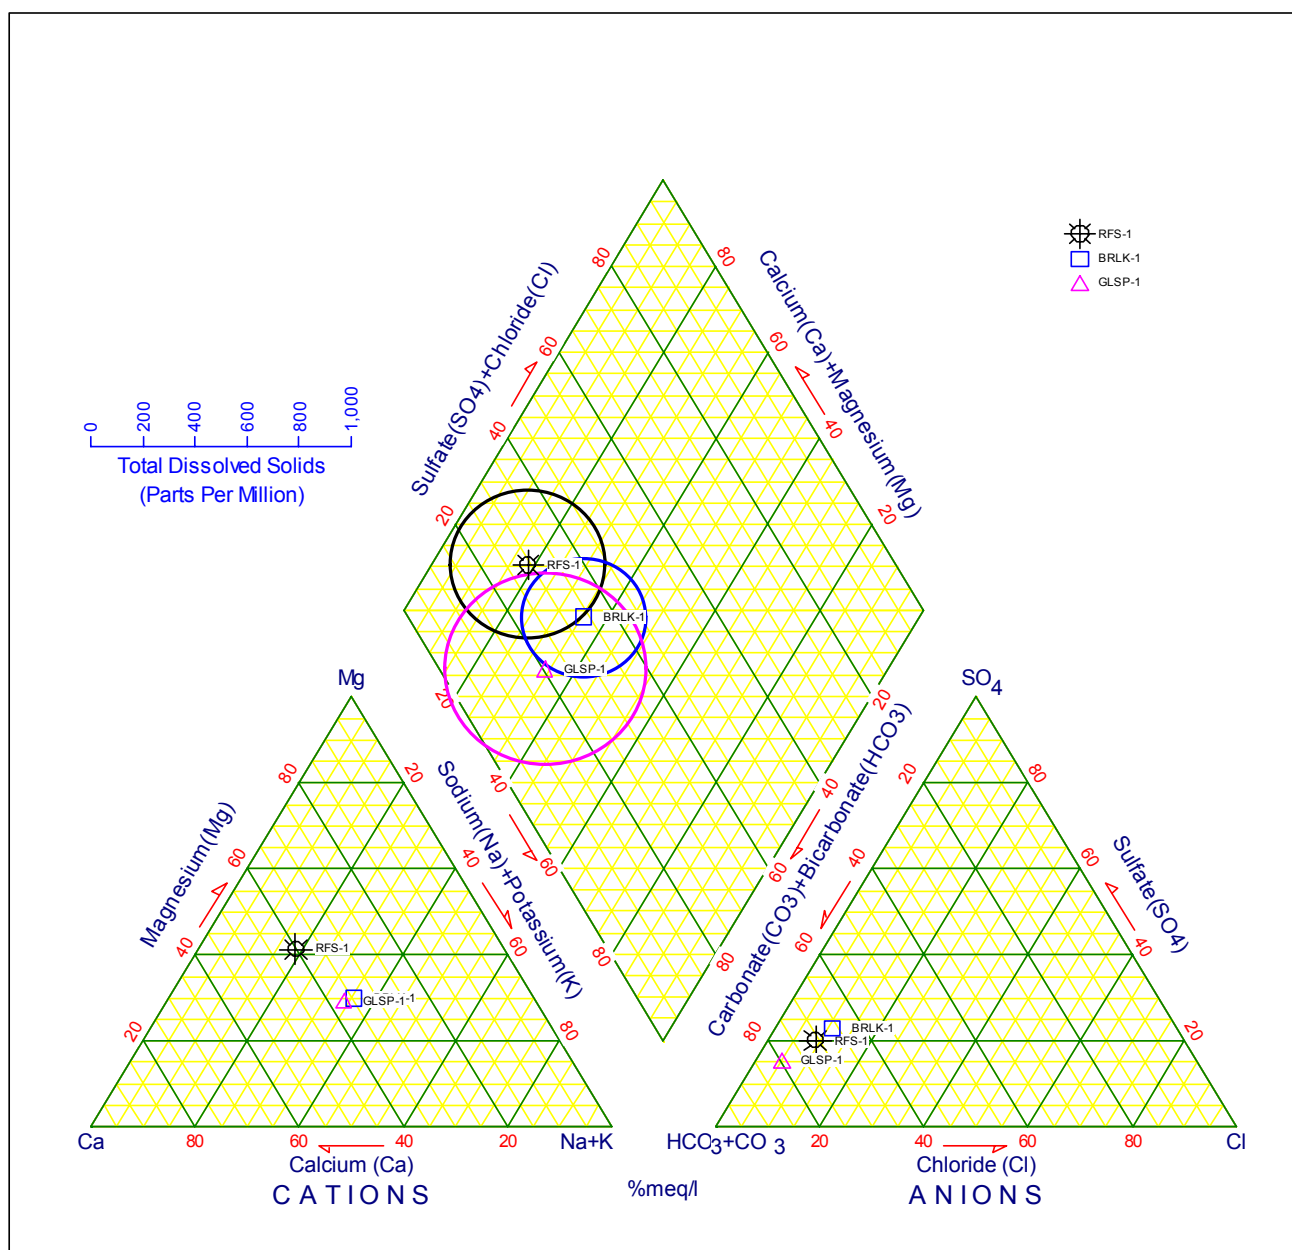 RFS-1
BRLK-1
GLSP-1
80
80
Sulfate(SO4)+Chloride(Cl)
Calcium(Ca)+Magnesium(Mg)
60
60
40
40
20
20
0 200 400 600 800 1,000
Total Dissolved Solids
(Parts Per Million)
RFS-1
BRLK-1
GLSP-1
20
20
40
40
60
60
80
80
Mg
SO4
80
20
20
80
Magnesium(Mg)
Sodium(Na)+Potassium(K)
Carbonate(CO3)+Bicarbonate(HCO3)
Sulfate(SO4)
60
40
40
60
40
60
60
40
20
80
80
20
RFS-1
GLSP-1 -1
BRLK-1
RFS-1
GLSP-1
Ca 80 60 40 20 Na+K
HCO3+CO3 20 40 60 80 Cl
Calcium (Ca)
Chloride (Cl)
CATIONS
%meq/l
ANIONS